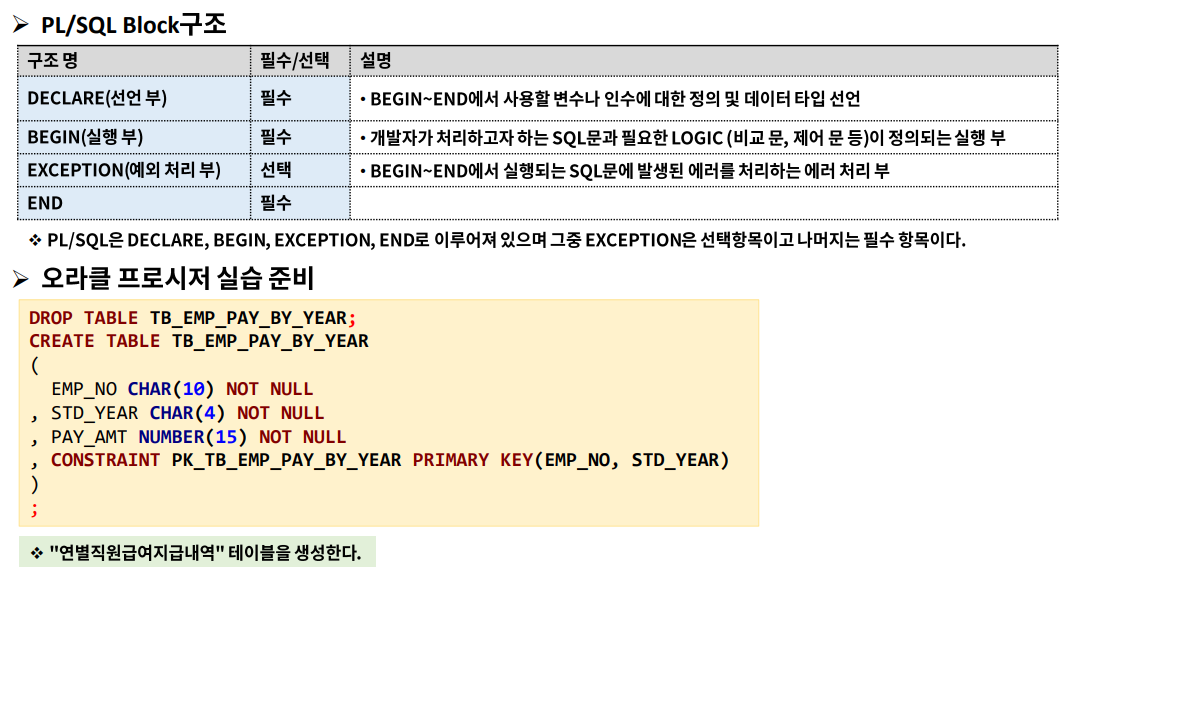 ➢ PL/SQL Block구조
구조 명 필수/선택 설명
DECLARE(선언 부) 필수 • BEGIN~END에서 사용할 변수나 인수에 대한 정의 및 데이터 타입 선언
BEGIN(실행 부) 필수 • 개발자가 처리하고자 하는 SQL문과 필요한 LOGIC (비교 문, 제어 문 등)이 정의되는 실행 부
EXCEPTION(예외 처리 부) 선택 • BEGIN~END에서 실행되는 SQL문에 발생된 에러를 처리하는 에러 처리 부
END 필수
❖ PL/SQL은 DECLARE, BEGIN, EXCEPTION, END로 이루어져 있으며 그중 EXCEPTION은 선택항목이고 나머지는 필수 항목이다.
➢ 오라클 프로시저 실습 준비
DROP TABLE TB_EMP_PAY_BY_YEAR;
CREATE TABLE TB_EMP_PAY_BY_YEAR
(
  EMP_NO CHAR(10) NOT NULL
, STD_YEAR CHAR(4) NOT NULL
, PAY_AMT NUMBER(15) NOT NULL
, CONSTRAINT PK_TB_EMP_PAY_BY_YEAR PRIMARY KEY(EMP_NO, STD_YEAR)
)
;
❖ "연별직원급여지급내역" 테이블을 생성한다.